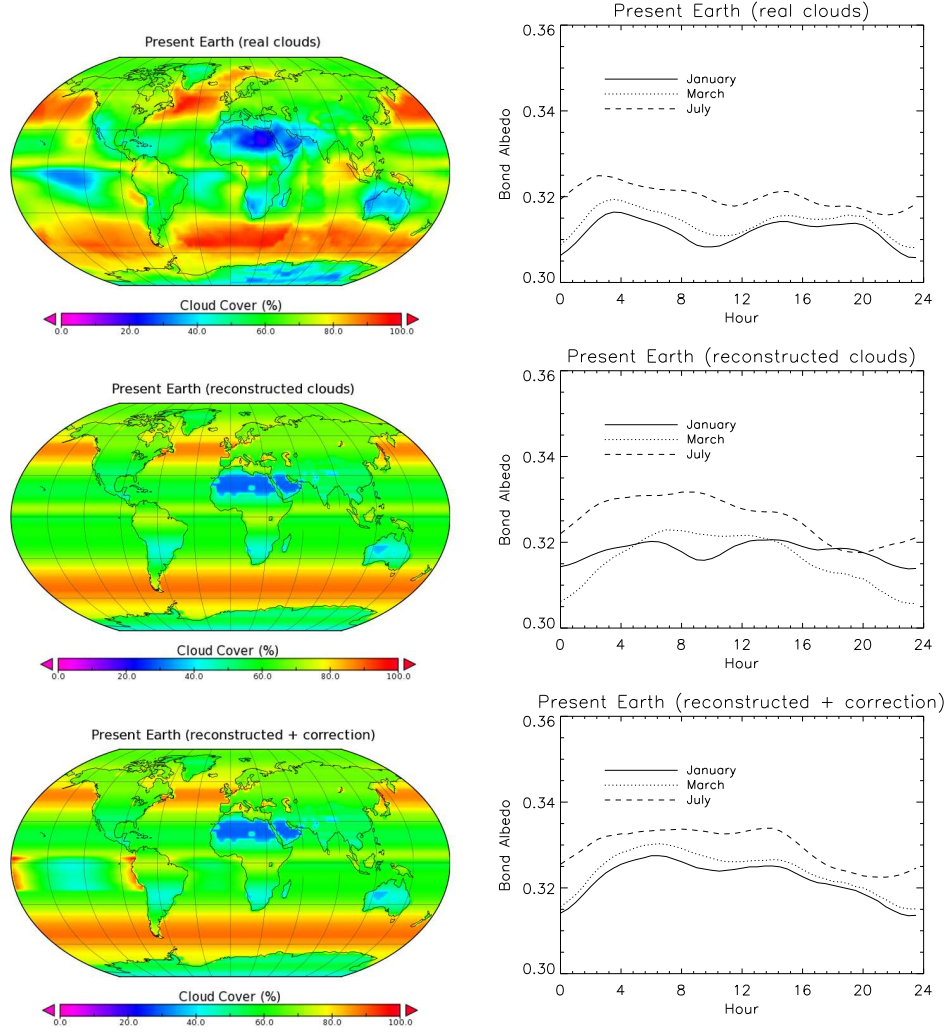 Present Earth (real clouds)
Cloud Cover (%)
0.0 20.0 40.0 60.0 80.0 100.0
Present Earth (real clouds)
Bond Albedo
0.36
0.34
0.32
0.30
January
March
July
0 4 8 12 16 20 24
Hour
Present Earth (reconstructed clouds)
Cloud Cover (%)
0.0 20.0 40.0 60.0 80.0 100.0
Present Earth (reconstructed clouds)
Bond Albedo
0.36
0.34
0.32
0.30
January
March
July
0 4 8 12 16 20 24
Hour
Present Earth (reconstructed + correction)
Cloud Cover (%)
0.0 20.0 40.0 60.0 80.0 100.0
Present Earth (reconstructed + correction)
Bond Albedo
0.36
0.34
0.32
0.30
January
March
July
0 4 8 12 16 20 24
Hour